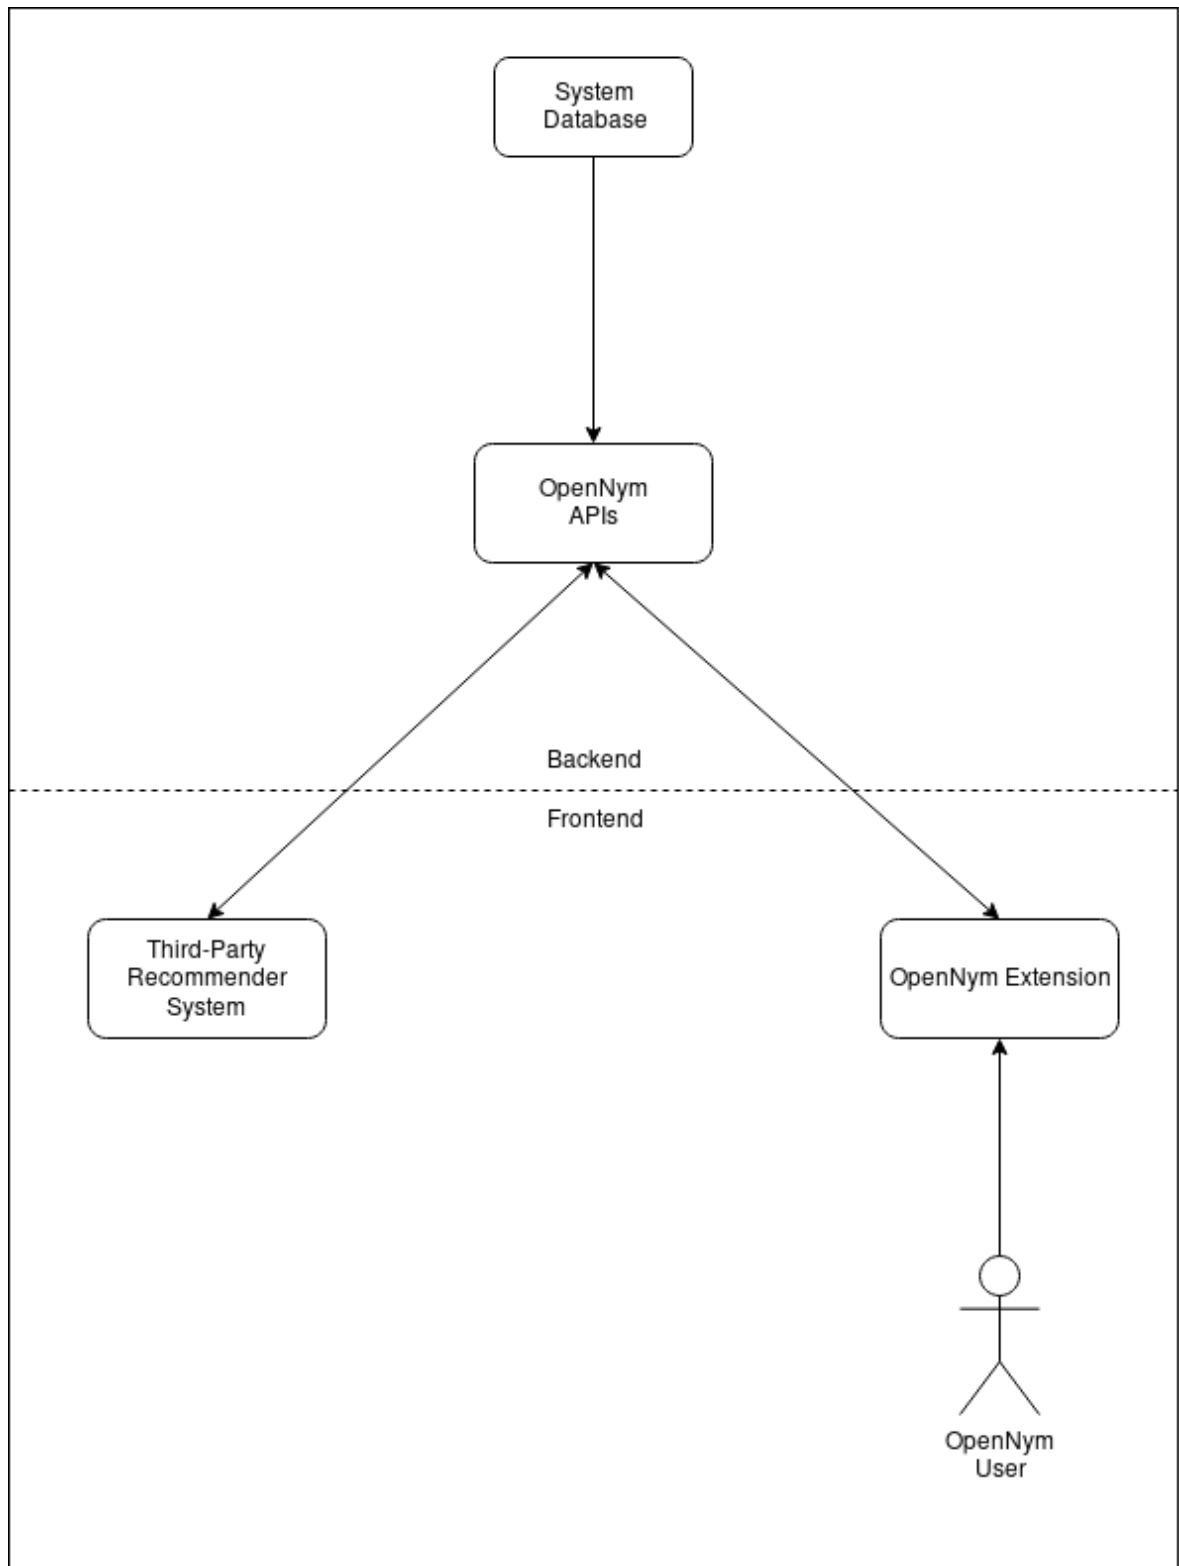 System
Database
OpenNym
APIs
Backend
Frontend
Third-Party
Recommender
System
OpenNym Extension
OpenNym
User